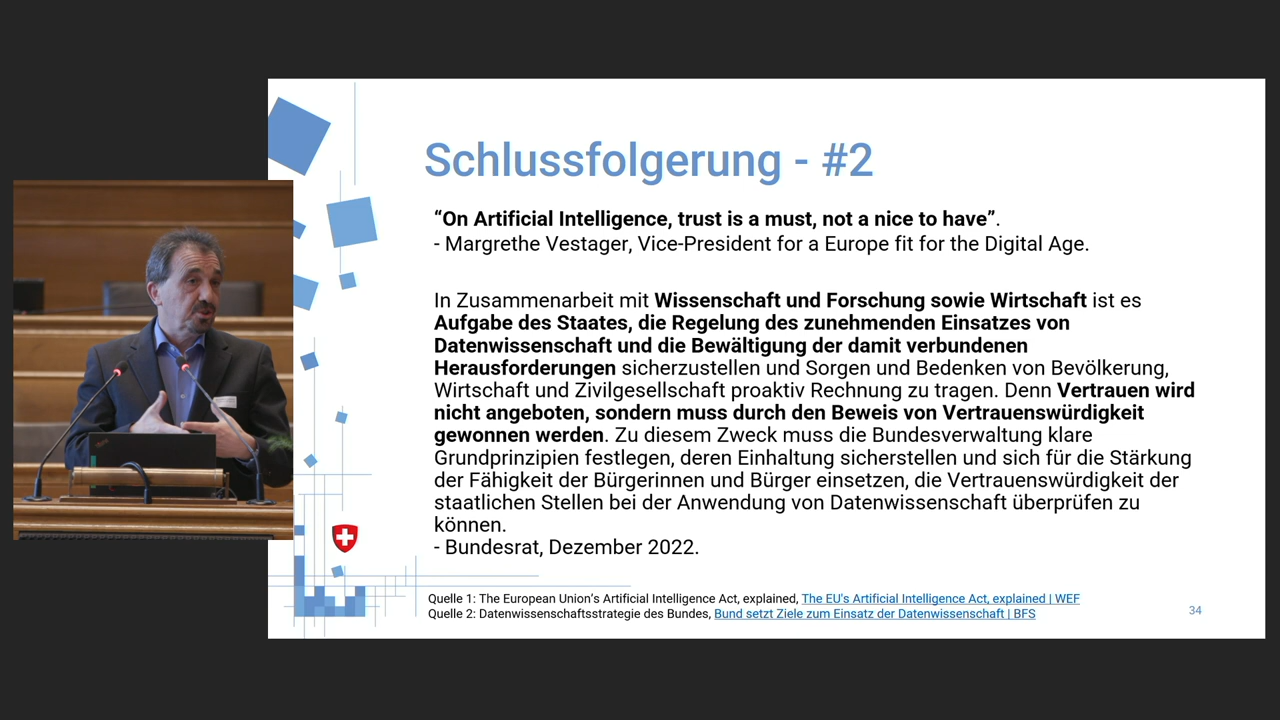 Schlussfolgerung - #2
“On Artificial Intelligence, trust is a must, not a nice to have”.
- Margrethe Vestager, Vice-President for a Europe fit for the Digital Age.
In Zusammenarbeit mit Wissenschaft und Forschung sowie Wirtschaft ist es
Aufgabe des Staates, die Regelung des zunehmenden Einsatzes von
Datenwissenschaft und die Bewältigung der damit verbundenen
Herausforderungen sicherzustellen und Sorgen und Bedenken von Bevölkerung,
Wirtschaft und Zivilgesellschaft proaktiv Rechnung zu tragen. Denn Vertrauen wird
nicht angeboten, sondern muss durch den Beweis von Vertrauenswürdigkeit
gewonnen werden. Zu diesem Zweck muss die Bundesverwaltung klare
Grundprinzipien festlegen, deren Einhaltung sicherstellen und sich für die Stärkung
der Fähigkeit der Bürgerinnen und Bürger einsetzen, die Vertrauenswürdigkeit der
staatlichen Stellen bei der Anwendung von Datenwissenschaft überprüfen zu
können.
- Bundesrat, Dezember 2022.
Quelle 1: The European Union’s Artificial Intelligence Act, explained, The EU's Artificial Intelligence Act, explained | WEF
Quelle 2: Datenwissenschaftsstrategie des Bundes, Bund setzt Ziele zum Einsatz der Datenwissenschaft | BFS
34